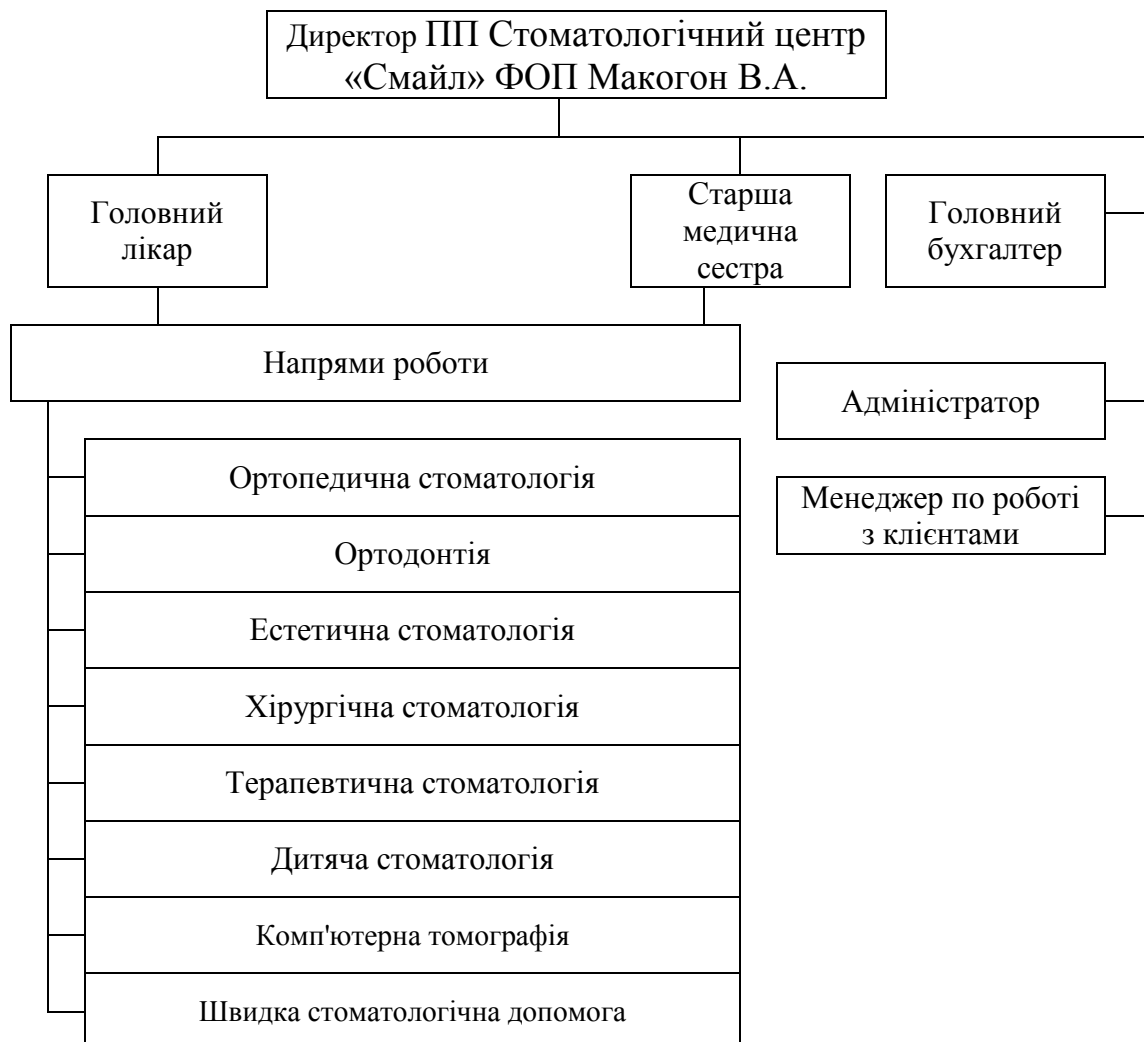 Директор ПП Стоматологічний центр
«Смайл» ФОП Макогон В.А.
Головний
лікар
Старша
медична
сестра
Головний
бухгалтер
Напрями роботи
Адміністратор
Менеджер по роботі
з клієнтами
Ортопедична стоматологія
Ортодонтія
Естетична стоматологія
Хірургічна стоматологія
Терапевтична стоматологія
Дитяча стоматологія
Комп'ютерна томографія
Швидка стоматологічна допомога